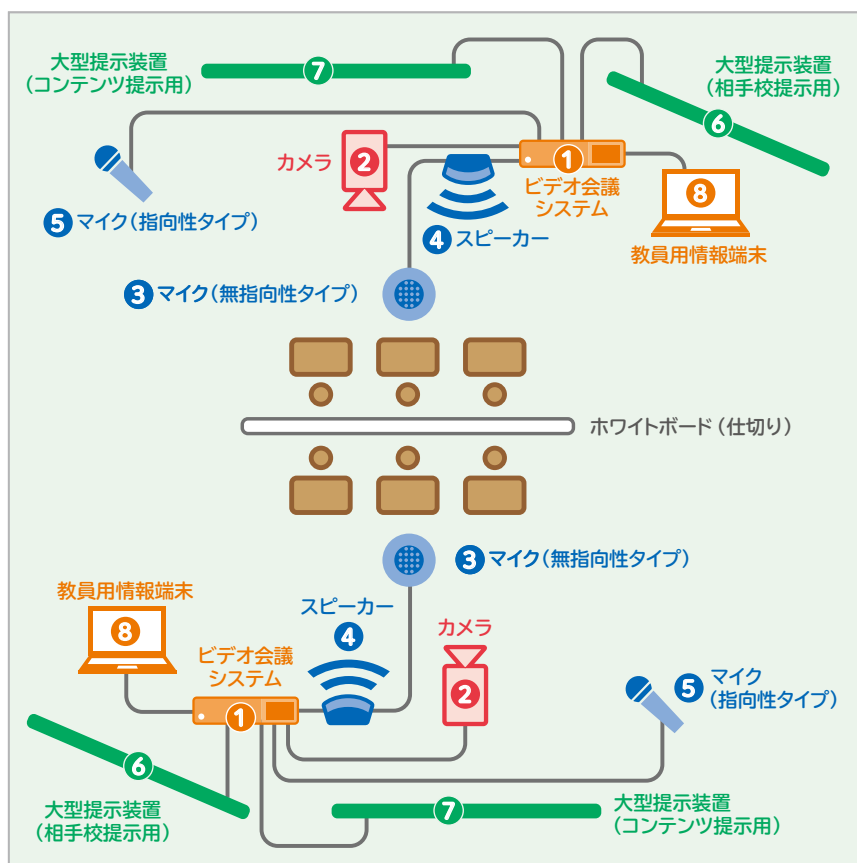 大型提示装置
(コンテンツ提示用)
7
大型提示装置
(相手校提示用)
6
カメラ
2
1
ビデオ会議
システム
8
教員用情報端末
5 マイク(指向性タイプ)
4 スピーカー
3 マイク(無指向性タイプ)
ホワイトボード(仕切り)
3 マイク(無指向性タイプ)
教員用情報端末
8
スピーカー
4
カメラ
2
ビデオ会議
システム
1
5 マイク
(指向性タイプ)
6
大型提示装置
(相手校提示用)
7
大型提示装置
(コンテンツ提示用)